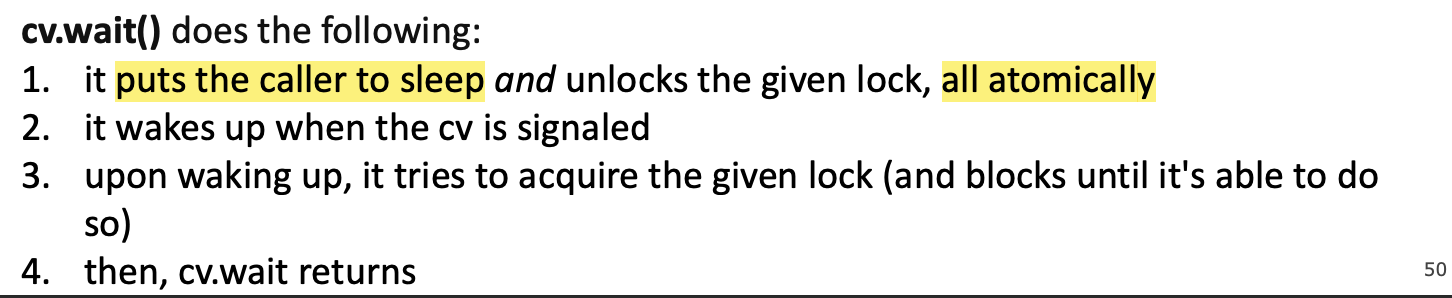 cv.wait() does the following:
1. it puts the caller to sleep and unlocks the given lock, all atomically
2. it wakes up when the cv is signaled
3. upon waking up, it tries to acquire the given lock (and blocks until it's able to do
so)
4. then, cv.wait returns
50